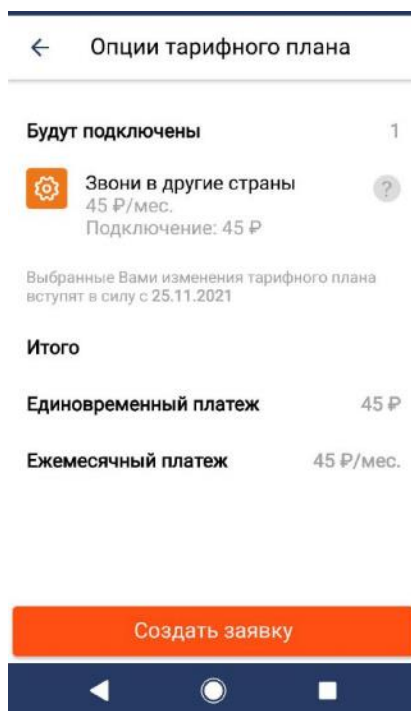 Опции тарифного плана
Будут подключены 1
Звони в другие страны ?
45 ₽/мес.
Подключение: 45 ₽
Выбранные Вами изменения тарифного плана
вступят в силу с 25.11.2021
Итого
Единовременный платеж 45 ₽
Ежемесячный платеж 45 ₽/мес.
Создать заявку